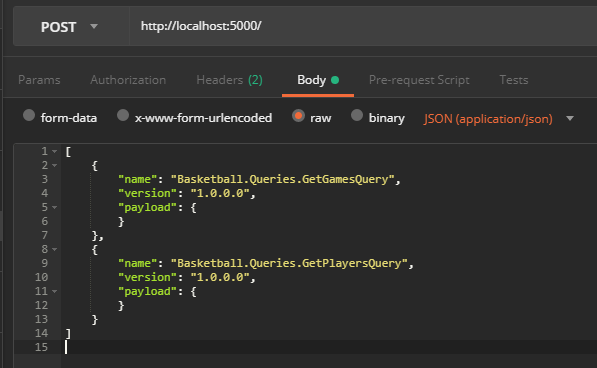 POST http://localhost:5000/
Params Authorization Headers (2) Body Pre-request Script Tests
form-data x-www-form-urlencoded raw binary JSON (application/json)
1 [
2 {
3 "name": "Basketball.Queries.GetGamesQuery",
4 "version": "1.0.0.0",
5 "payload": {
6 }
7 },
8 {
9 "name": "Basketball.Queries.GetPlayersQuery",
10 "version": "1.0.0.0",
11 "payload": {
12 }
13 }
14 ]
15